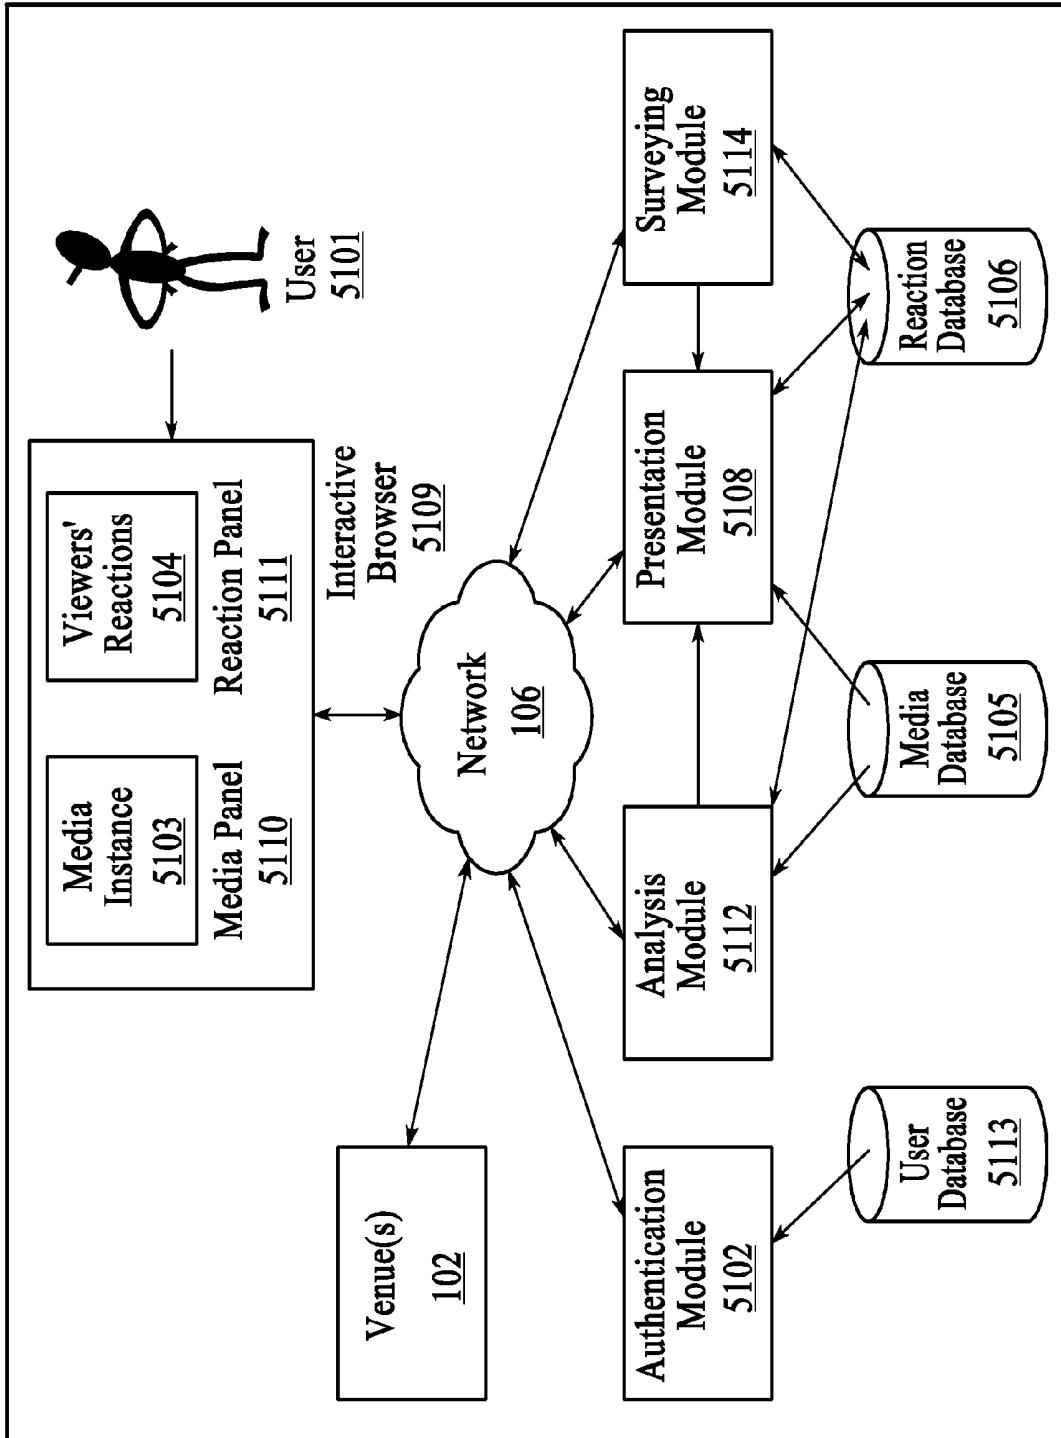 Media
Instance
5103
Media Panel
5110
Viewers'
Reactions
5104
Reaction Panel
5111
User
5101
Interactive
Browser
5109
Venue(s)
102
Network
106
Authentication
Module
5102
Analysis
Module
5112
Presentation
Module
5108
Surveying
Module
5114
User
Database
5113
Media
Database
5105
Reaction
Database
5106